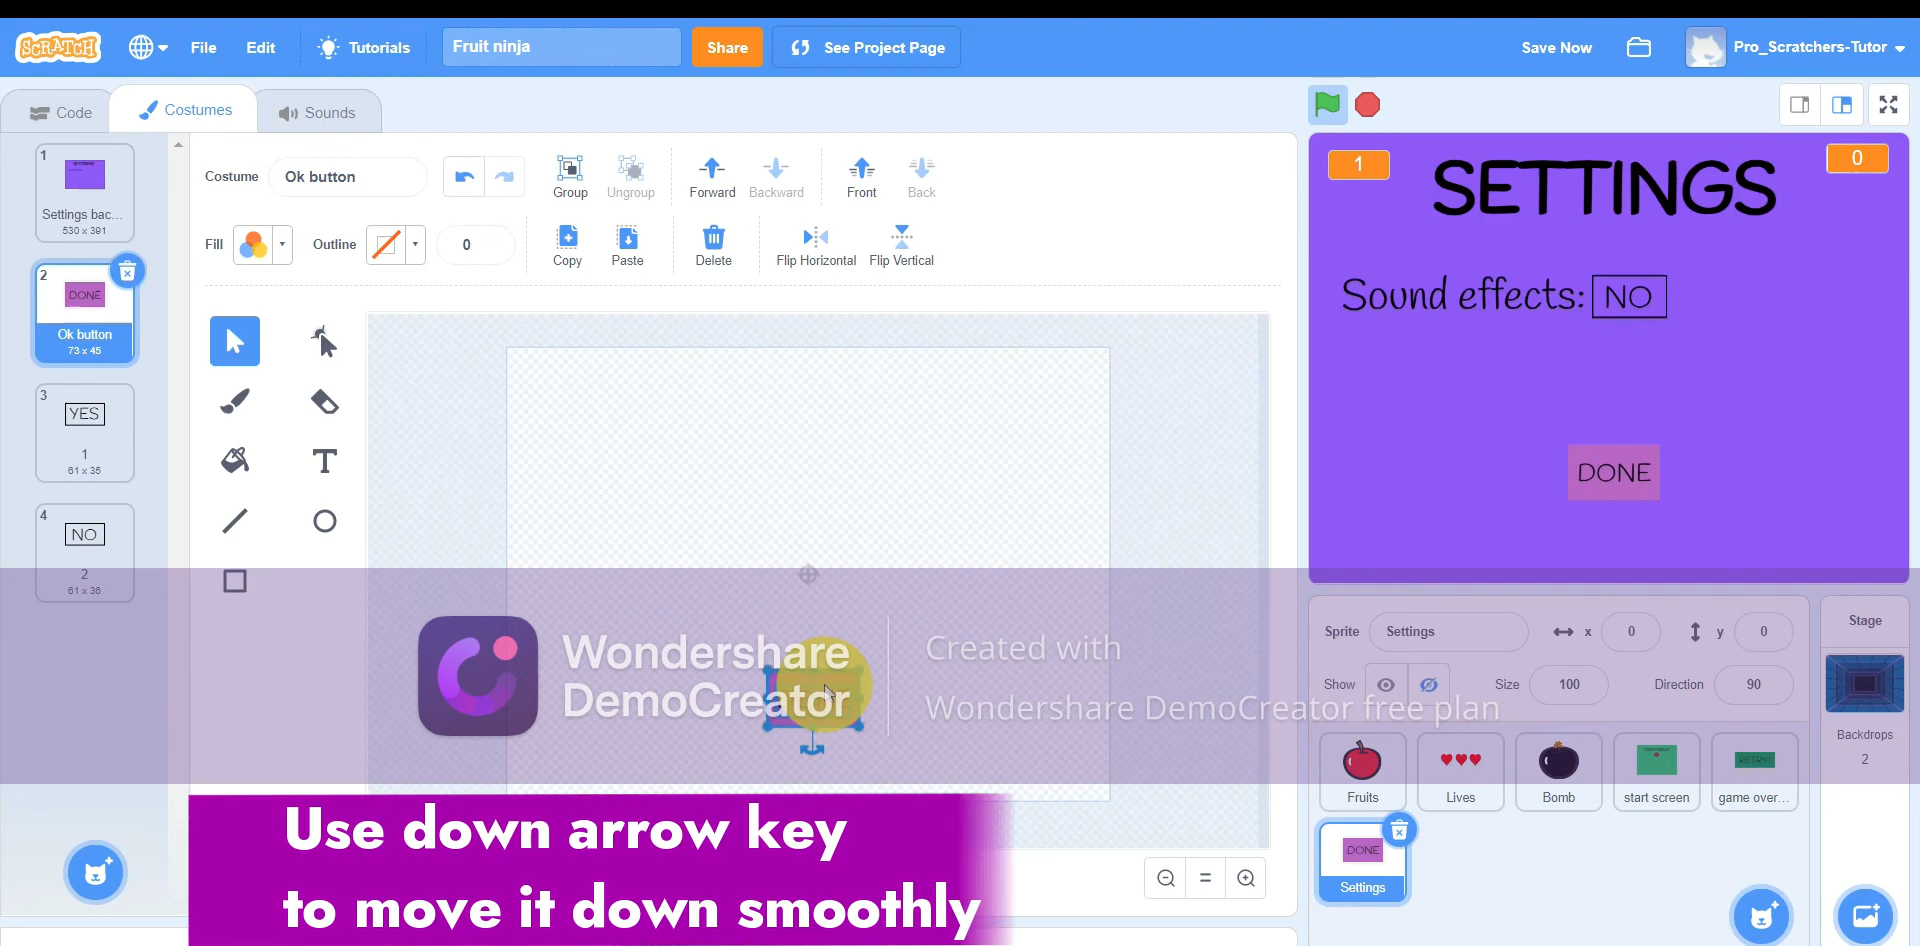 SCRATCH
File
Edit
Tutorials
Fruit ninja
Share
See Project Page
Save Now
Pro_Scratchers-Tutor
Code
Costumes
Sounds
1
SETTINGS
Settings bac...
530 x 391
2
DONE
Ok button
73 x 45
3
YES
1
61 x 35
4
NO
2
61 x 36
Costume
Ok button
Group
Ungroup
Forward
Backward
Front
Back
Fill
Outline
0
Copy
Paste
Delete
Flip Horizontal
Flip Vertical
T
1
0
SETTINGS
Sound effects: NO
DONE
Wondershare
DemoCreator
Created with
Wondershare DemoCreator free plan
Use down arrow key
to move it down smoothly
Sprite
Settings
x
0
y
0
Show
Size
100
Direction
90
Fruits
Lives
Bomb
start screen
RETRY?
game over...
DONE
Settings
Stage
Backdrops
2